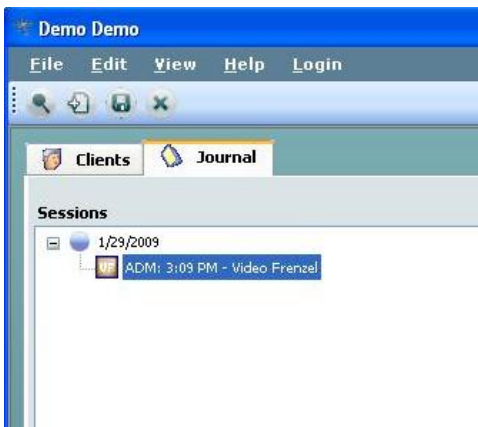 Demo Demo
File Edit View Help Login
Clients Journal
Sessions
1/29/2009
VF ADM: 3:09 PM - Video Frenzel